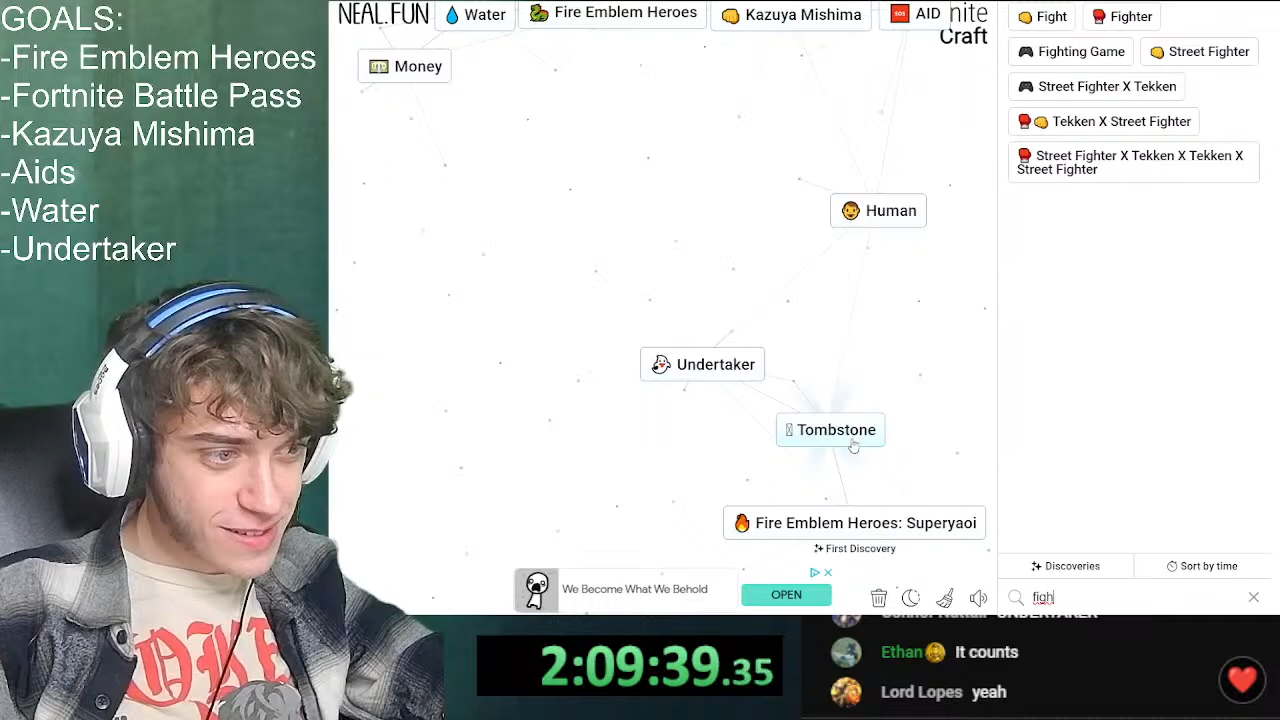 GOALS:
-Fire Emblem Heroes
-Fortnite Battle Pass
-Kazuya Mishima
-Aids
-Water
-Undertaker
NEAL.FUN
Water
Fire Emblem Heroes
Kazuya Mishima
AID
nite
Craft
Money
Human
Undertaker
Tombstone
Fire Emblem Heroes: Superyaoi
First Discovery
We Become What We Behold
OPEN
Fight
Fighter
Fighting Game
Street Fighter
Street Fighter X Tekken
Tekken X Street Fighter
Street Fighter X Tekken X Tekken X
Street Fighter
Discoveries
Sort by time
figh
2:09:39.35
UNDERTAKER
Ethan It counts
Lord Lopes yeah